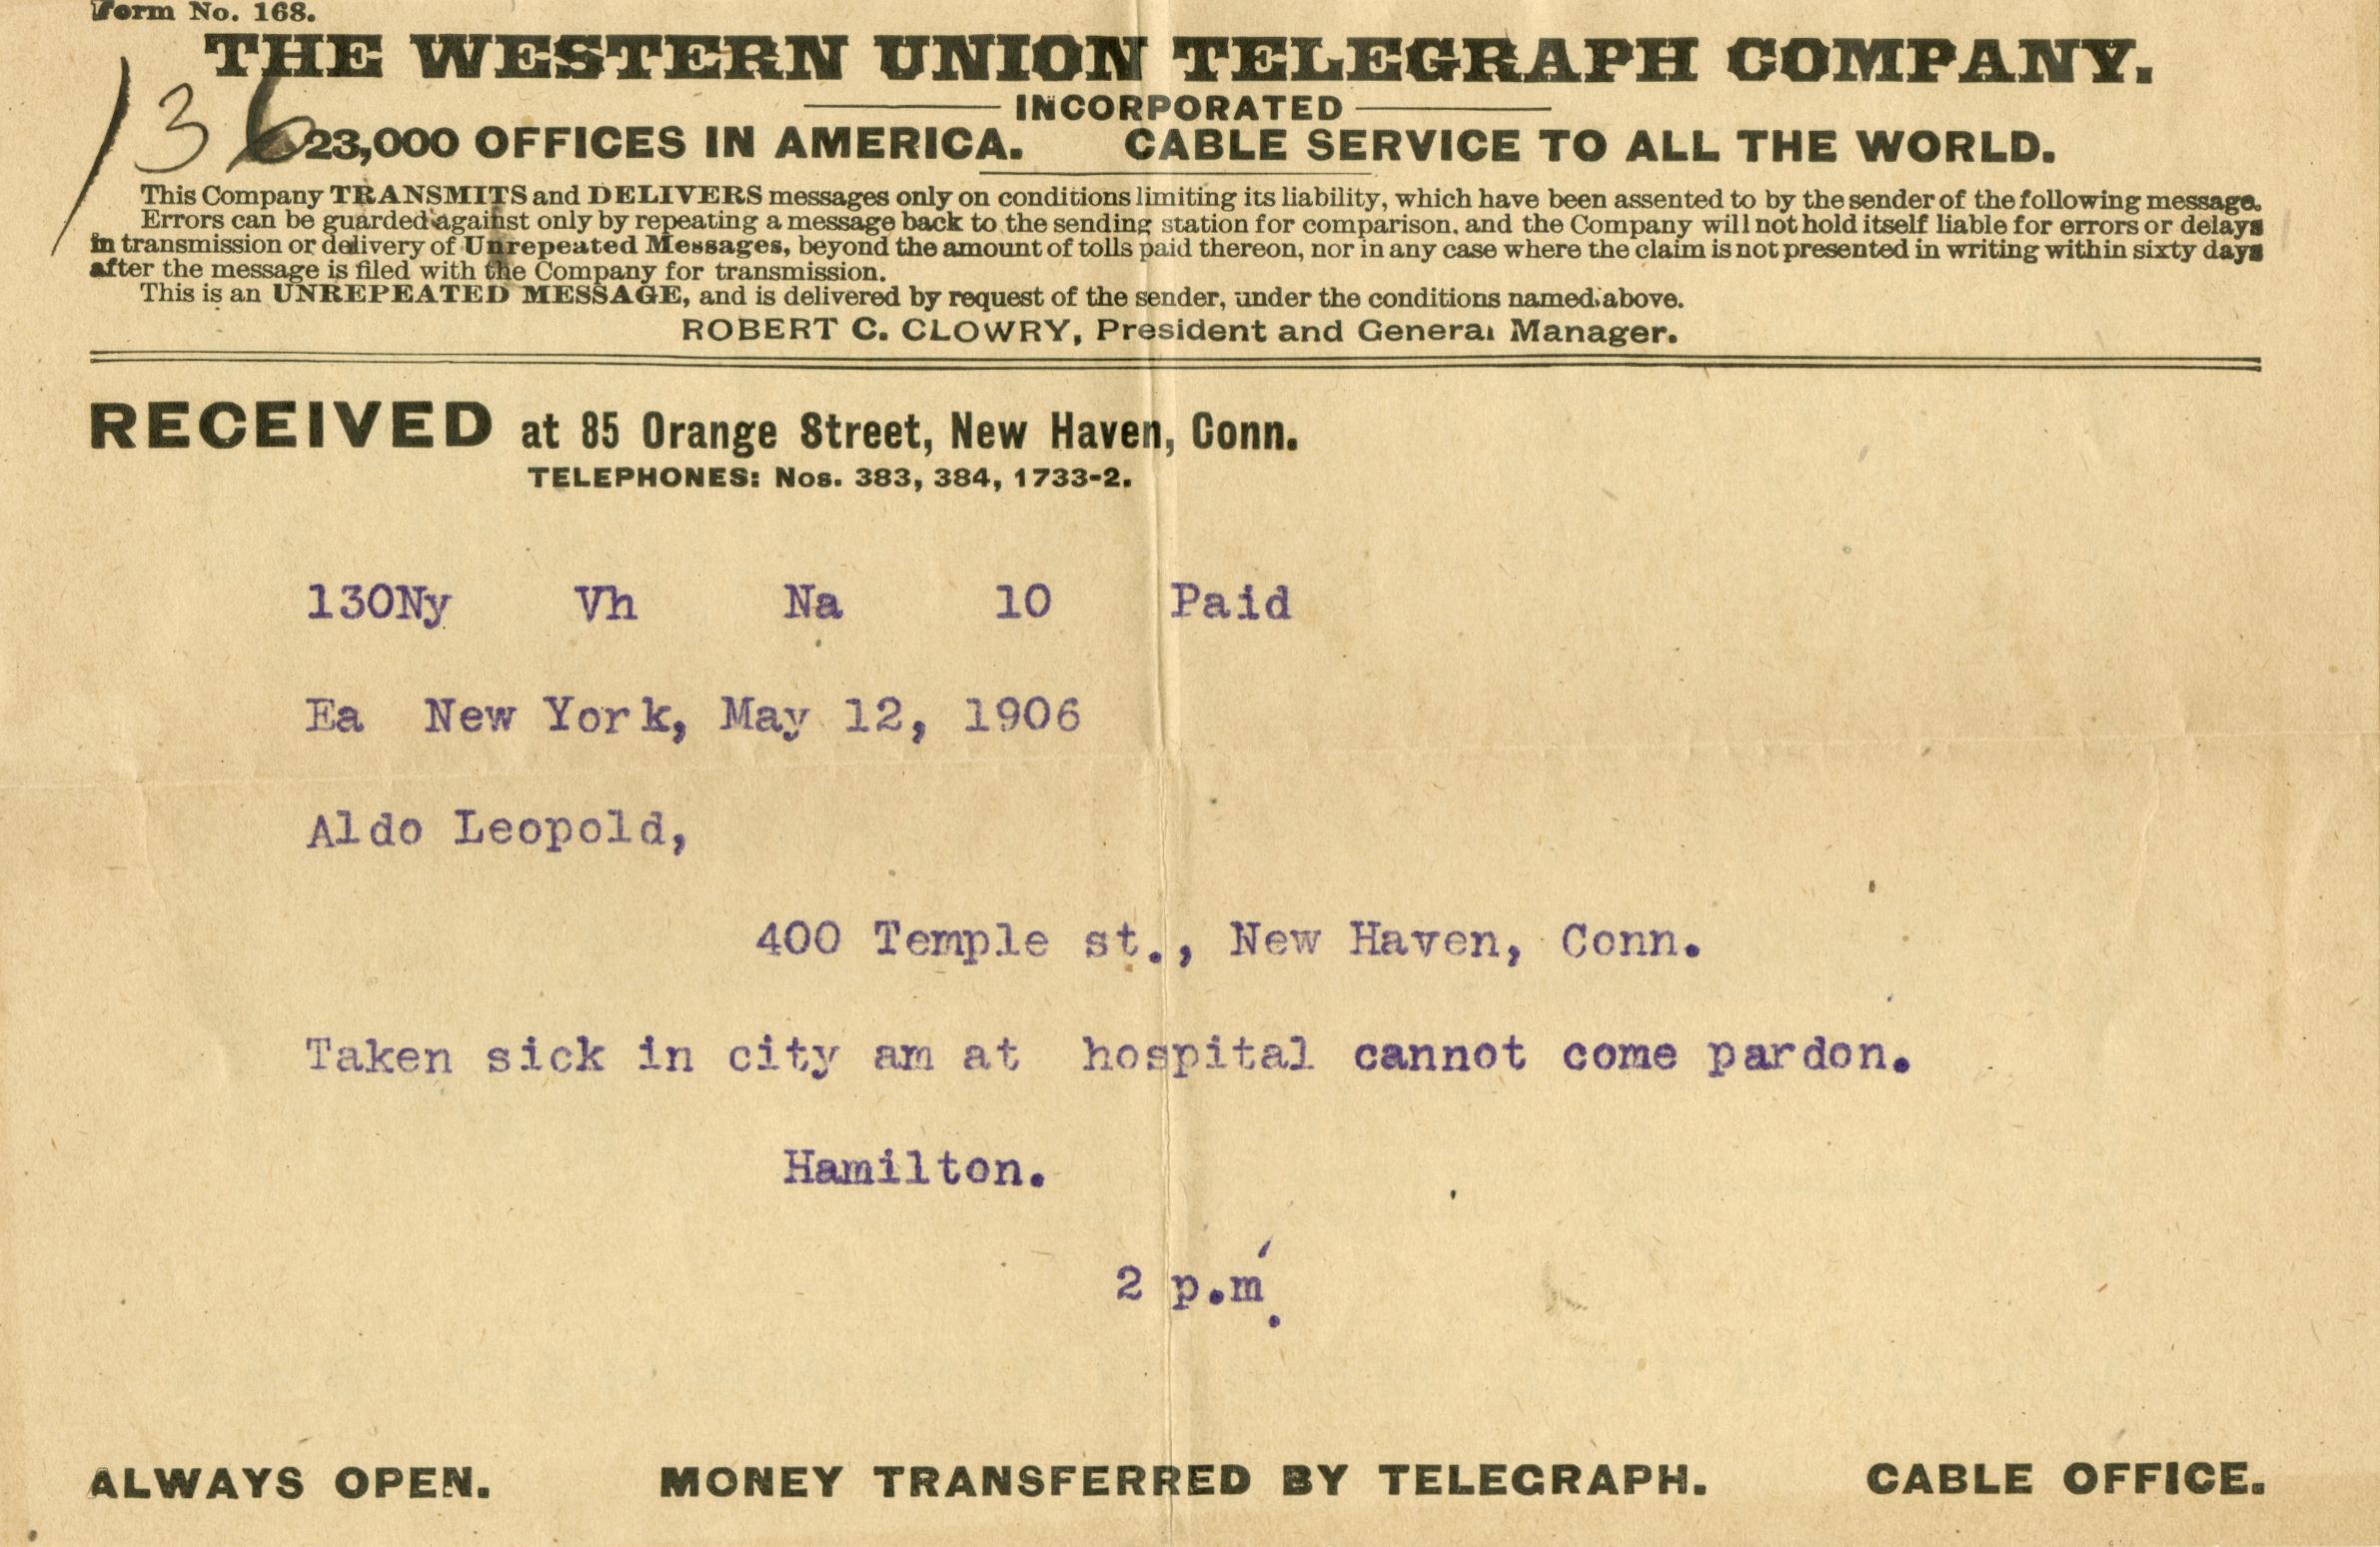 Form No. 168.
THE WESTERN UNION TELEGRAPH COMPANY.
INCORPORATED
136
23,000 OFFICES IN AMERICA. CABLE SERVICE TO ALL THE WORLD.
This Company TRANSMITS and DELIVERS messages only on conditions limiting its liability, which have been assented to by the sender of the following message.
Errors can be guarded against only by repeating a message back to the sending station for comparison, and the Company will not hold itself liable for errors or delays
in transmission or delivery of Unrepeated Messages, beyond the amount of tolls paid thereon, nor in any case where the claim is not presented in writing within sixty days
after the message is filed with the Company for transmission.
This is an UNREPEATED MESSAGE, and is delivered by request of the sender, under the conditions named above.
ROBERT C. CLOWRY, President and General Manager.
RECEIVED at 85 Orange Street, New Haven, Conn.
TELEPHONES: Nos. 383, 384, 1733-2.
130Ny Vh Na 10 Paid
Ea New York, May 12, 1906
Aldo Leopold,
400 Temple st., New Haven, Conn.
Taken sick in city am at hospital cannot come pardon.
Hamilton.
2 p.m.
ALWAYS OPEN. MONEY TRANSFERRED BY TELEGRAPH. CABLE OFFICE.